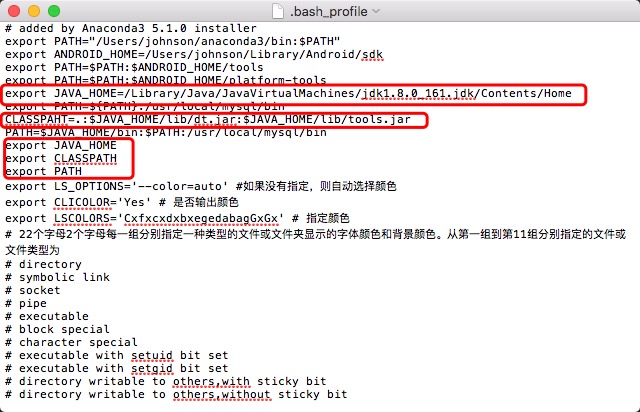 .bash_profile
# added by Anaconda3 5.1.0 installer
export PATH="/Users/johnson/anaconda3/bin:$PATH"
export ANDROID_HOME=/Users/johnson/Library/Android/sdk
export PATH=$PATH:$ANDROID_HOME/tools
export PATH=$PATH:$ANDROID_HOME/platform-tools
export JAVA_HOME=/Library/Java/JavaVirtualMachines/jdk1.8.0_161.jdk/Contents/Home
export PATH=${PATH}:/usr/local/mysql/bin
CLASSPAHT=.:$JAVA_HOME/lib/dt.jar:$JAVA_HOME/lib/tools.jar
PATH=$JAVA_HOME/bin:$PATH:/usr/local/mysql/bin
export JAVA_HOME
export CLASSPATH
export PATH
export LS_OPTIONS='--color=auto' #如果没有指定，则自动选择颜色
export CLICOLOR='Yes' # 是否输出颜色
export LSCOLORS='CxfxcxdxbxegedabagGxGx' # 指定颜色
# 22个字母2个字母每一组分别指定一种类型的文件或文件夹显示的字体颜色和背景颜色。从第一组到第11组分别指定的文件或
文件类型为
# directory
# symbolic link
# socket
# pipe
# executable
# block special
# character special
# executable with setuid bit set
# executable with setgid bit set
# directory writable to others,with sticky bit
# directory writable to others,without sticky bit